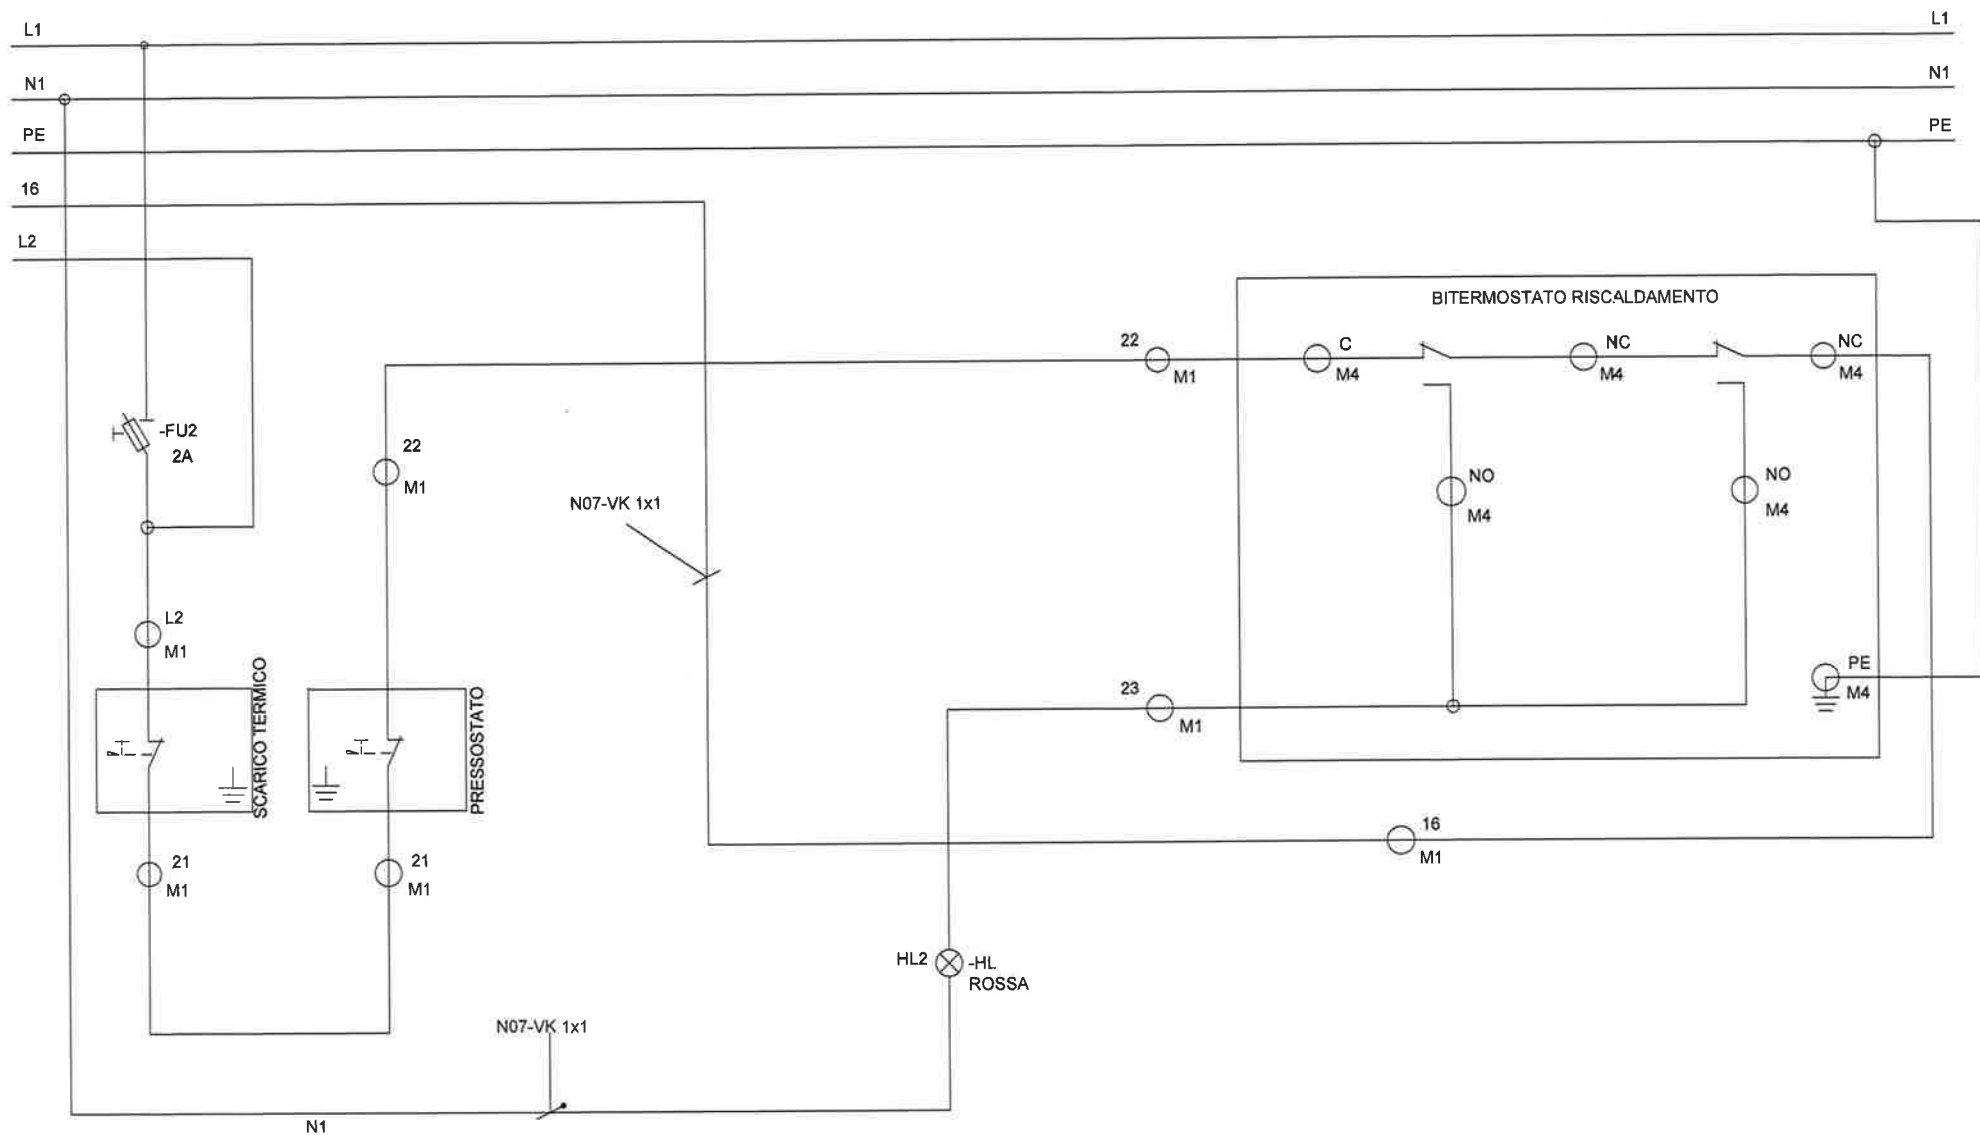 L1
L1
N1
N1
PE
PE
16
L2
BITERMOSTATO RISCALDAMENTO
22
M1
C
M4
NC
M4
NC
M4
-FU2
2A
22
M1
NO
M4
NO
M4
N07-VK 1x1
L2
M1
SCARICO TERMICO
PRESSOSTATO
23
M1
PE
M4
16
M1
21
M1
21
M1
HL2
-HL
ROSSA
N07-VK 1x1
N1